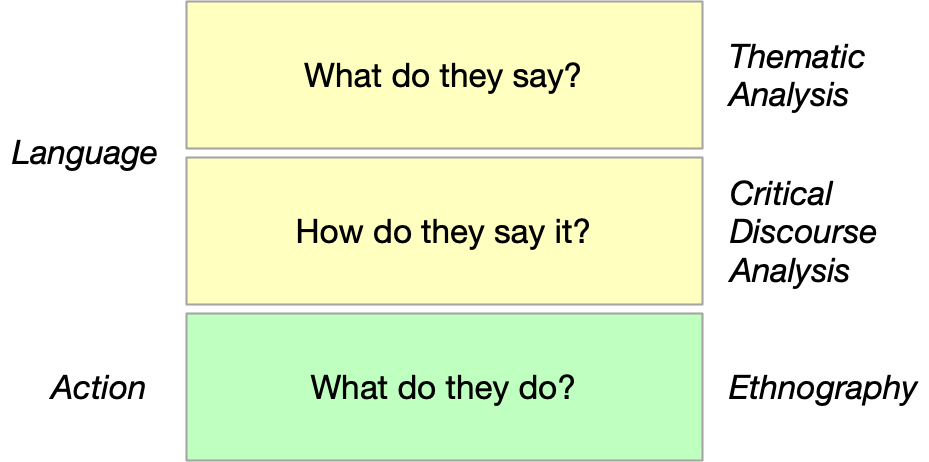 What do they say?
Thematic
Analysis
Language
How do they say it?
Critical
Discourse
Analysis
Action
What do they do?
Ethnography